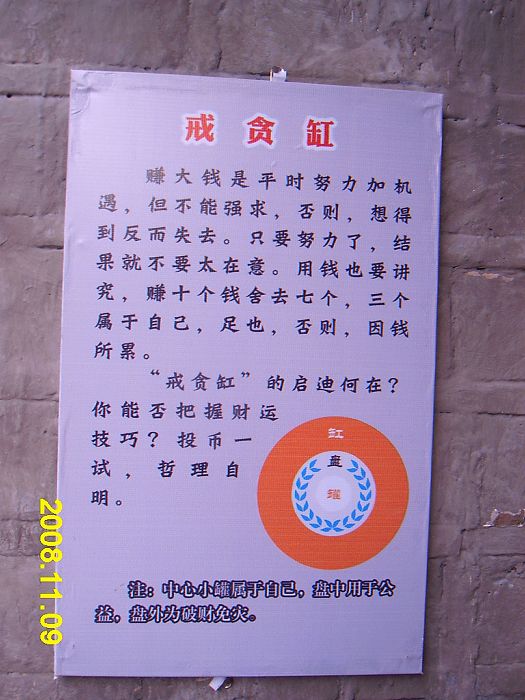 戒贪缸
赚大钱是平时努力加机
遇，但不能强求，否则，想得
到反而失去。只要努力了，结
果就不要太在意。用钱也要讲
究，赚十个钱舍去七个，三个
属于自己，足也，否则，因钱
所累。
“戒贪缸”的启迪何在？
你能否把握财运
技巧？投币一
试，哲理自
明。
缸
盘
罐
注：中心小罐属于自己，盘中用于公
益，盘外为破财免灾。
2008.11.09